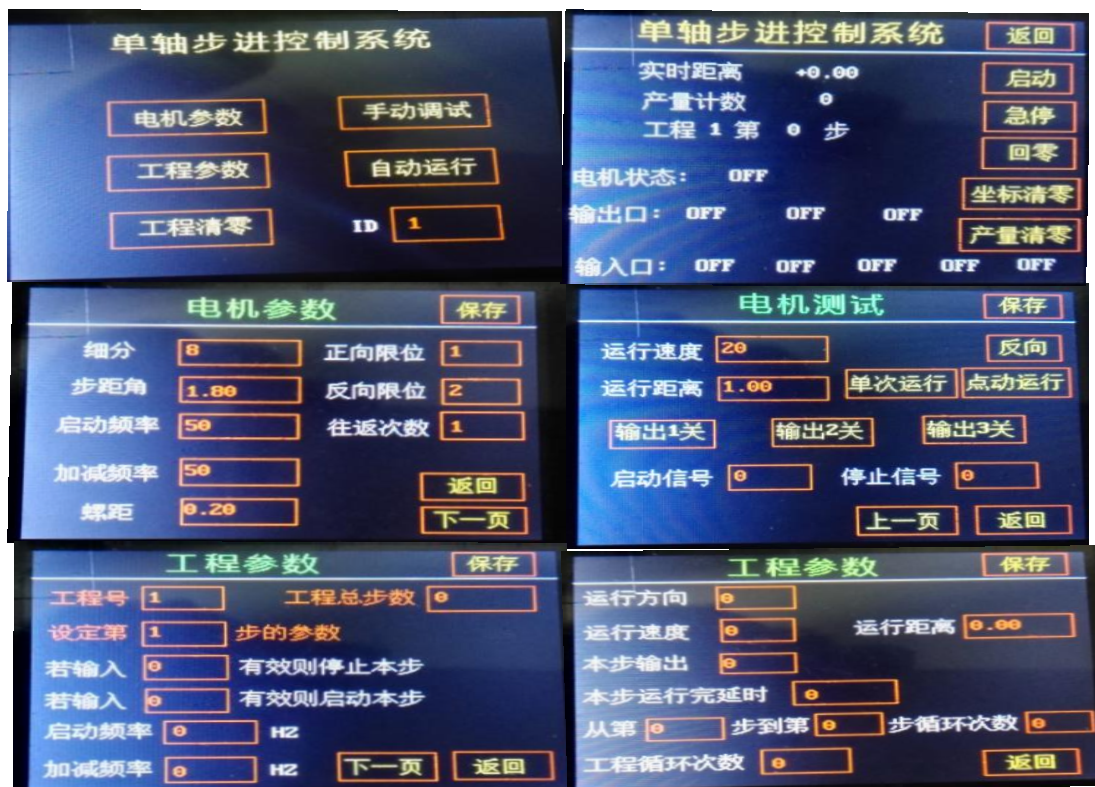 单轴步进控制系统
电机参数 手动调试
工程参数 自动运行
工程清零 ID 1
单轴步进控制系统 返回
实时距离 +0.00 启动
产量计数 0 急停
工程 1 第 0 步 回零
电机状态: OFF 坐标清零
输出口: OFF OFF OFF 产量清零
输入口: OFF OFF OFF OFF OFF
电机参数 保存
细分 8 正向限位 1
步距角 1.80 反向限位 2
启动频率 50 往返次数 1
加减频率 50 返回
螺距 0.20 下一页
电机测试 保存
运行速度 20 反向
运行距离 1.00 单次运行 点动运行
输出1关 输出2关 输出3关
启动信号 0 停止信号 0
上一页 返回
工程参数 保存
工程号 1 工程总步数 0
设定第 1 步的参数
若输入 0 有效则停止本步
若输入 0 有效则启动本步
启动频率 0 HZ
加减频率 0 HZ 下一页 返回
工程参数 保存
运行方向 0
运行速度 0 运行距离 0.00
本步输出 0
本步运行完延时 0
从第 0 步到第 0 步循环次数 0
工程循环次数 0 返回